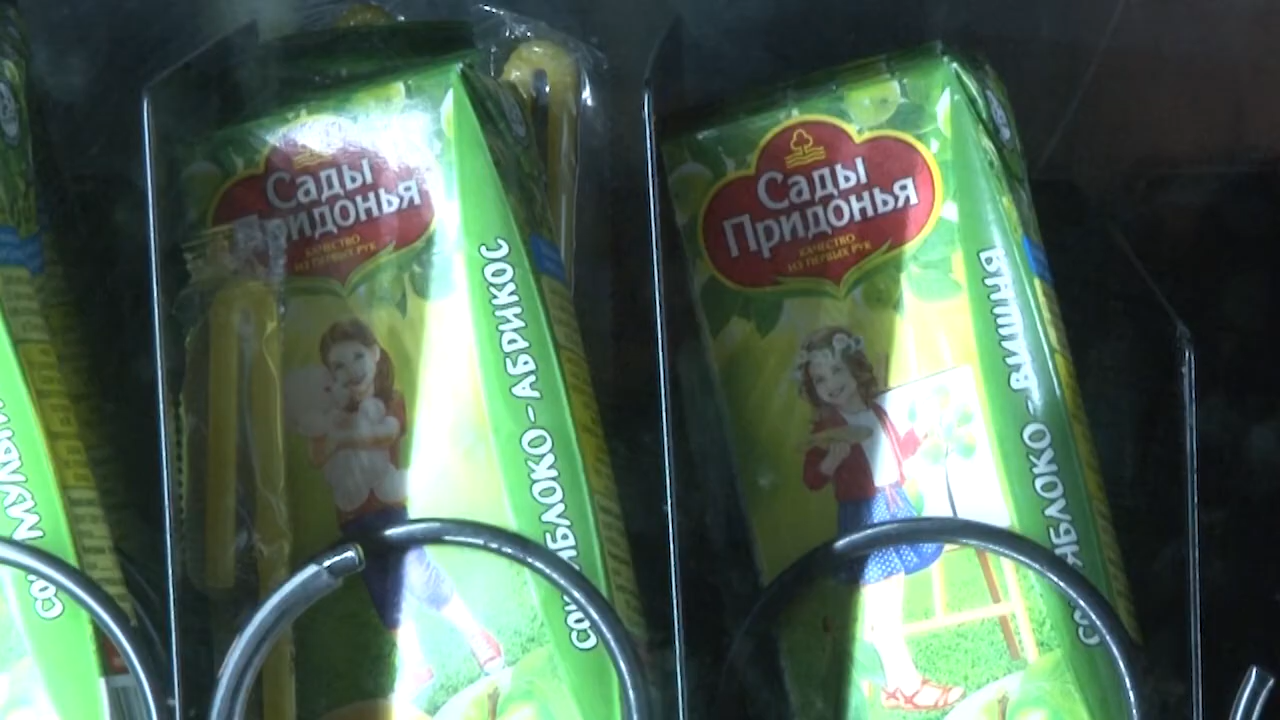 Сады
Придонья
КАЧЕСТВО
ИЗ ПЕРВЫХ РУК
ЯБЛОКО-АБРИКОС
Сады
Придонья
КАЧЕСТВО
ИЗ ПЕРВЫХ РУК
ЯБЛОКО-ВИШНЯ